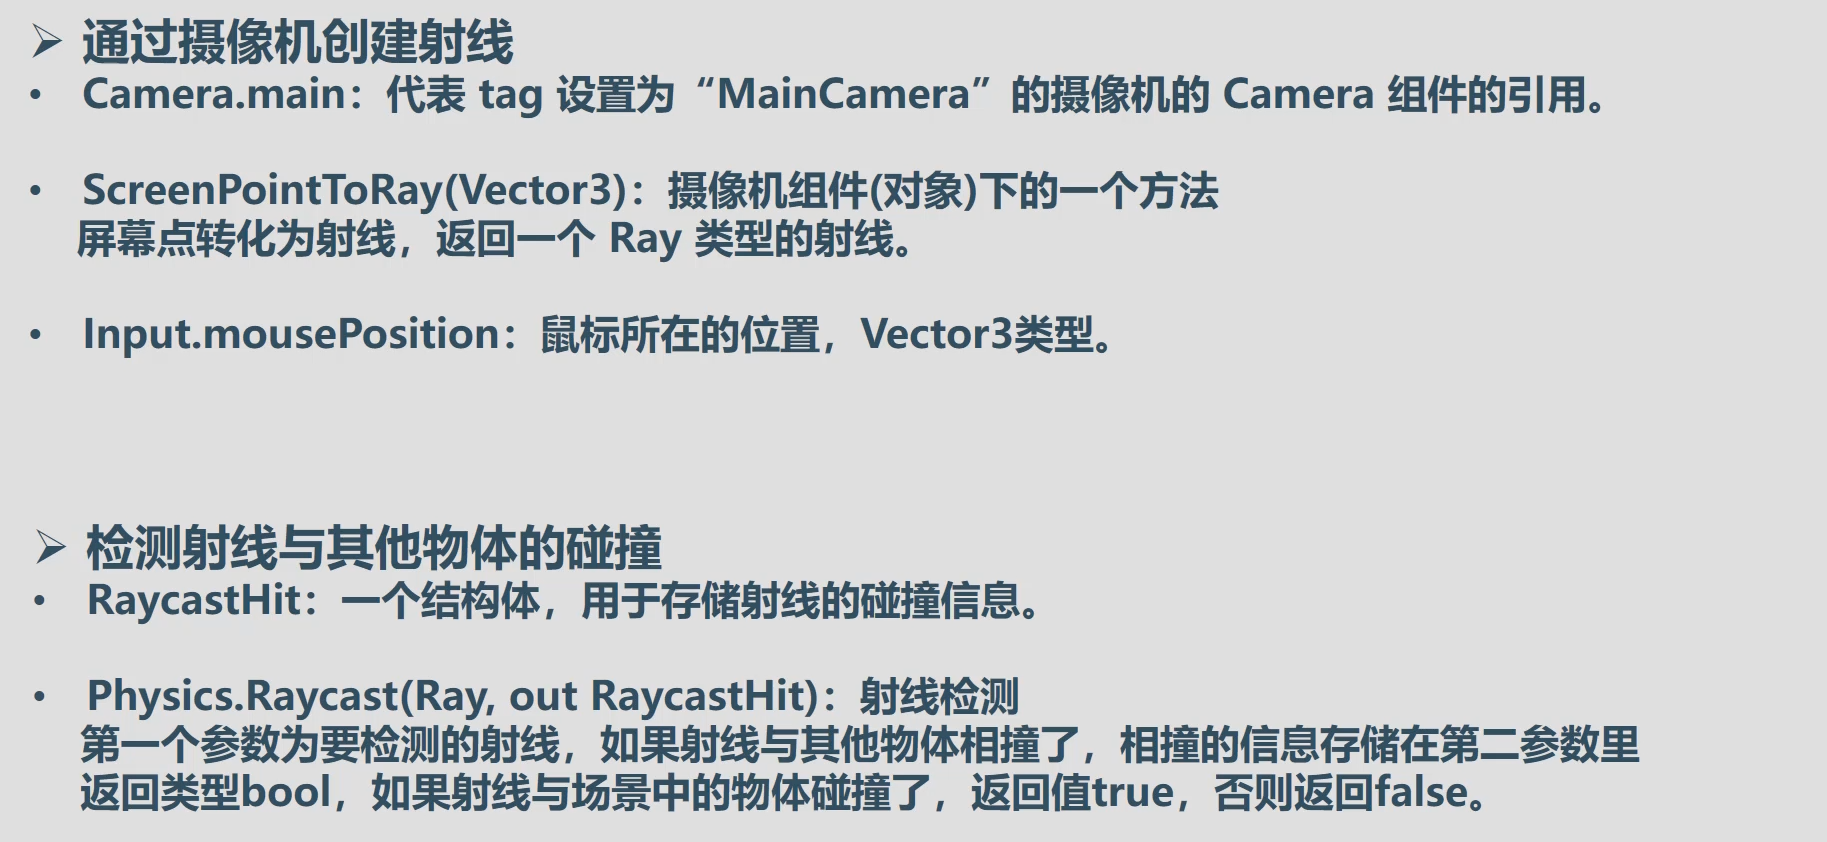 ➢ 通过摄像机创建射线
• Camera.main：代表 tag 设置为“MainCamera”的摄像机的 Camera 组件的引用。
• ScreenPointToRay(Vector3)：摄像机组件(对象)下的一个方法
屏幕点转化为射线，返回一个 Ray 类型的射线。
• Input.mousePosition：鼠标所在的位置，Vector3类型。
➢ 检测射线与其他物体的碰撞
• RaycastHit：一个结构体，用于存储射线的碰撞信息。
• Physics.Raycast(Ray, out RaycastHit)：射线检测
第一个参数为要检测的射线，如果射线与其他物体相撞了，相撞的信息存储在第二参数里
返回类型bool，如果射线与场景中的物体碰撞了，返回值true，否则返回false。